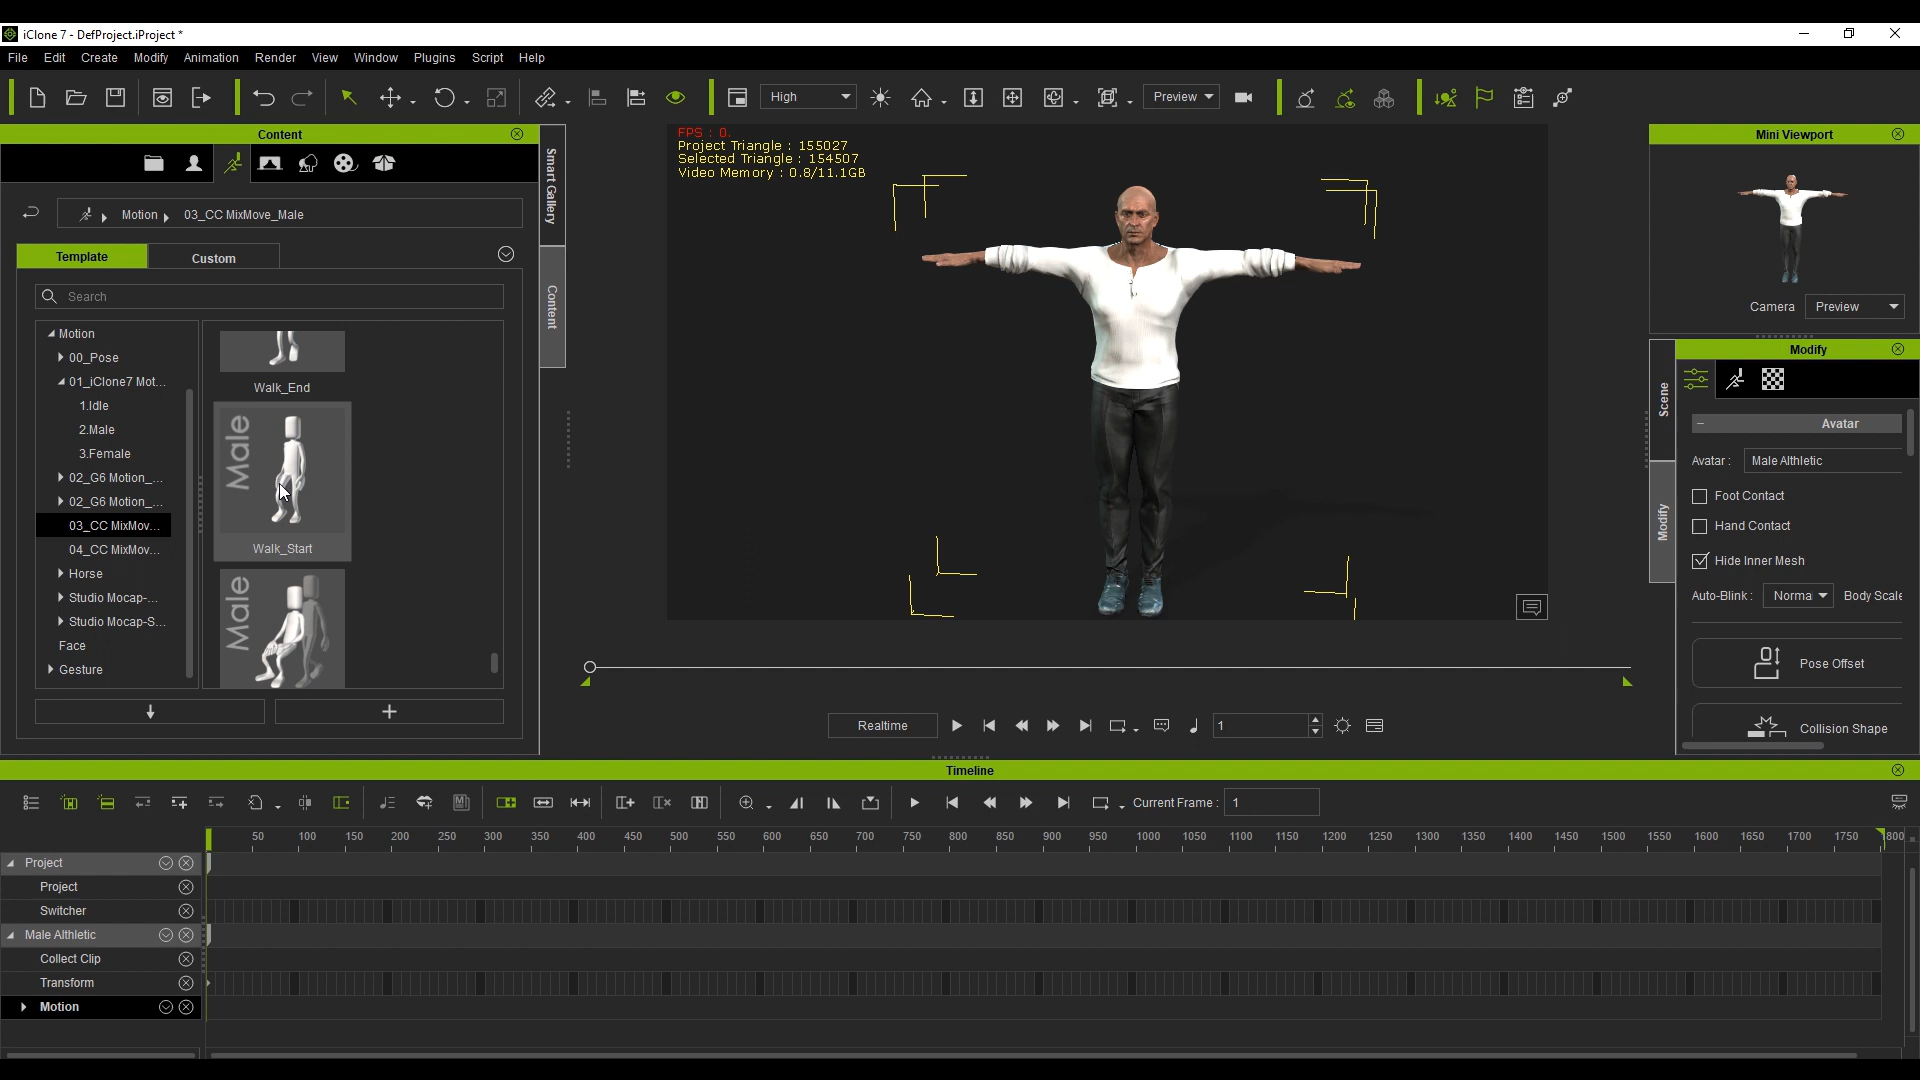 iClone 7 - DefProject.iProject *
File Edit Create Modify Animation Render View Window Plugins Script Help
High
Preview
Content
Motion 03_CC MixMove_Male
Template Custom
Search
Motion
00_Pose
01_iClone7 Mot...
1.Idle
2.Male
3.Female
02_G6 Motion_...
02_G6 Motion_...
03_CC MixMov...
04_CC MixMov...
Horse
Studio Mocap-...
Studio Mocap-S...
Face
Gesture
Walk_End
Male
Walk_Start
Male
Smart Gallery
Content
FPS : 0.
Project Triangle : 155027
Selected Triangle : 154507
Video Memory : 0.8/11.1GB
Realtime
1
Mini Viewport
Camera Preview
Modify
Scene
Modify
Avatar
Avatar : Male Althletic
Foot Contact
Hand Contact
Hide Inner Mesh
Auto-Blink : Norma Body Scale
Pose Offset
Collision Shape
Timeline
Current Frame : 1
50 100 150 200 250 300 350 400 450 500 550 600 650 700 750 800 850 900 950 1000 1050 1100 1150 1200 1250 1300 1350 1400 1450 1500 1550 1600 1650 1700 1750 800
Project
Project
Switcher
Male Althletic
Collect Clip
Transform
Motion